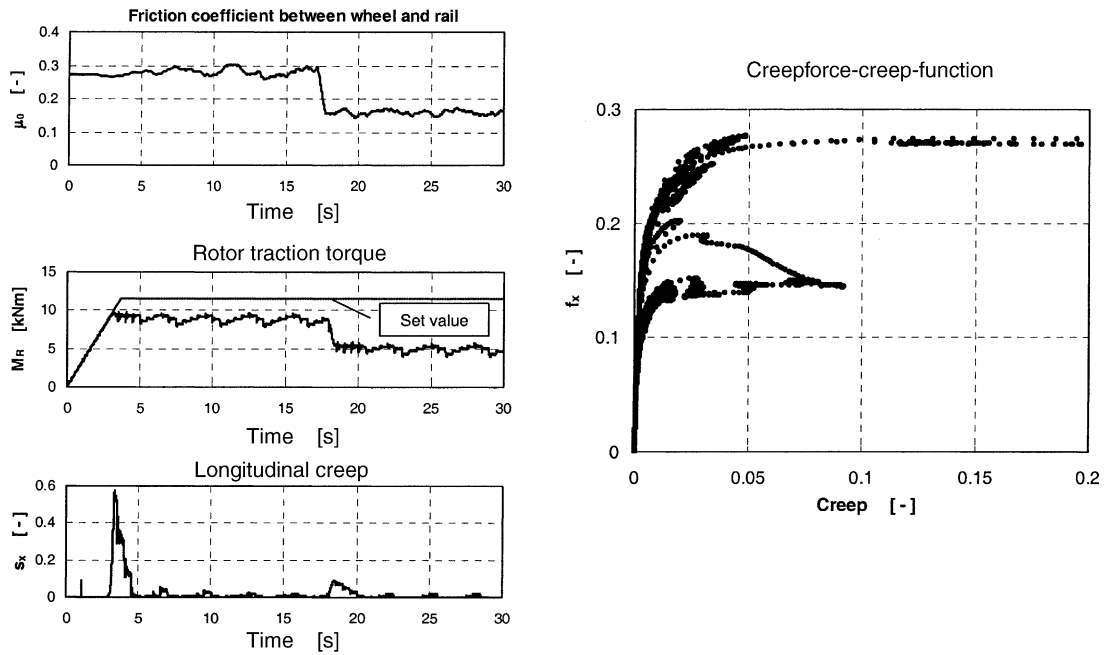 Friction coefficient between wheel and rail
0.4
0.3
0.2
0.1
0
μ₀ [ - ]
0 5 10 15 20 25 30
Time [s]
Rotor traction torque
15
10
5
0
M_R [kNm]
Set value
0 5 10 15 20 25 30
Time [s]
Longitudinal creep
0.6
0.4
0.2
0
s_x [ - ]
0 5 10 15 20 25 30
Time [s]
Creepforce-creep-function
0.3
0.2
0.1
0
f_x [ - ]
0 0.05 0.1 0.15 0.2
Creep [ - ]